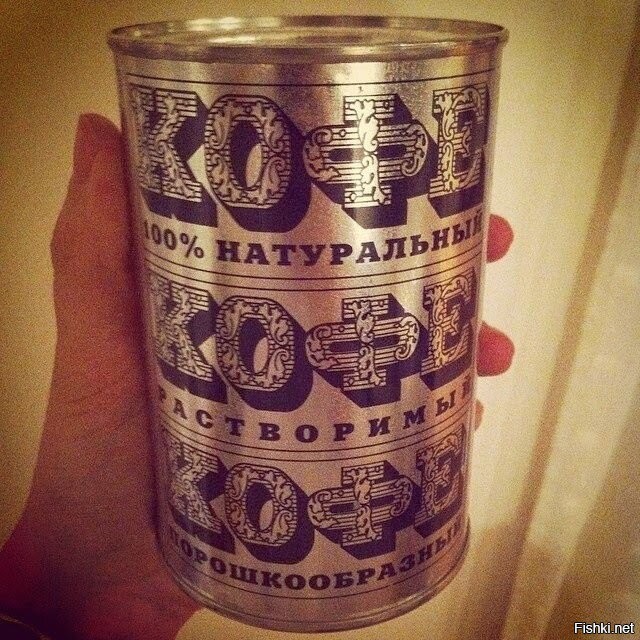 КОФЕ
100% НАТУРАЛЬНЫЙ
КОФЕ
РАСТВОРИМЫЙ
КОФЕ
ПОРОШКООБРАЗНЫЙ
Fishki.net